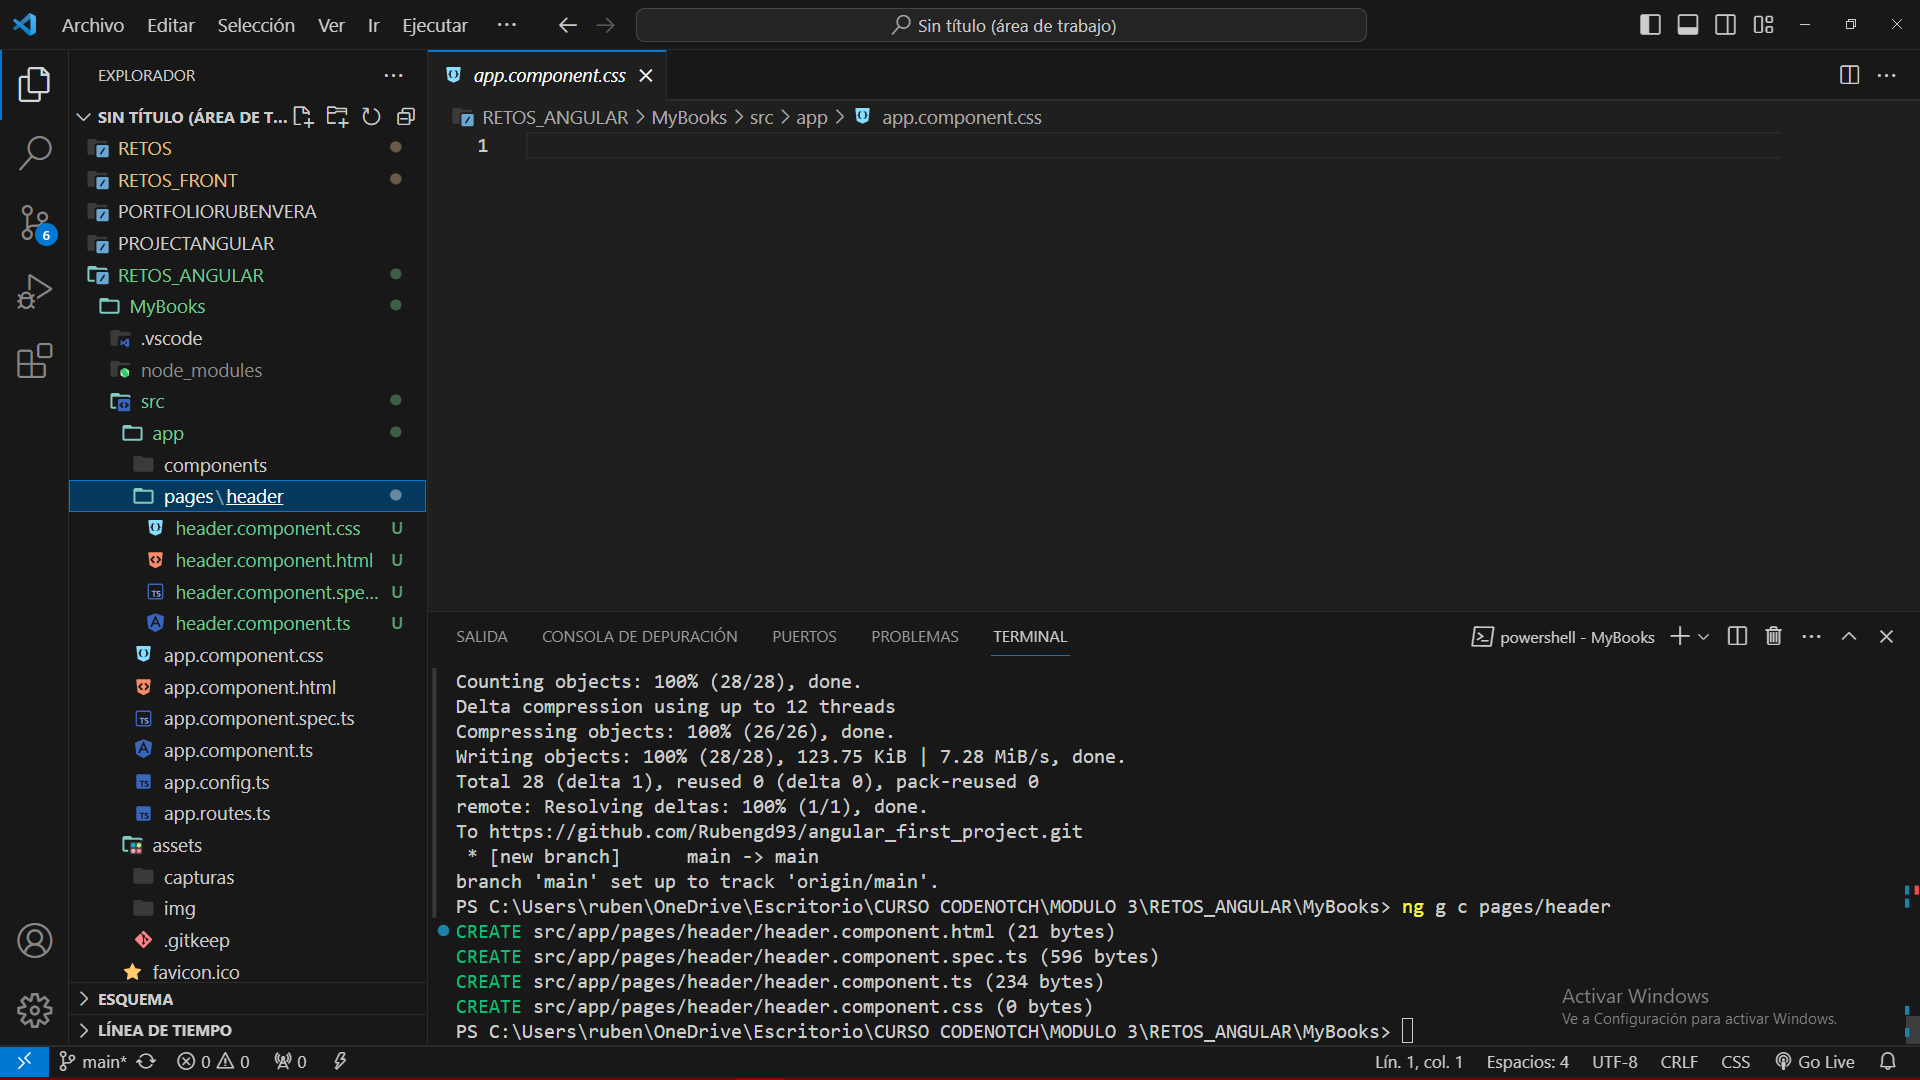 Archivo Editar Selección Ver Ir Ejecutar ··· Sin título (área de trabajo)
EXPLORADOR
SIN TÍTULO (ÁREA DE T...
RETOS
RETOS_FRONT
PORTFOLIORUBENVERA
PROJECTANGULAR
RETOS_ANGULAR
MyBooks
.vscode
node_modules
src
app
components
pages\header
header.component.css U
header.component.html U
header.component.spe... U
header.component.ts U
app.component.css
app.component.html
app.component.spec.ts
app.component.ts
app.config.ts
app.routes.ts
assets
capturas
img
.gitkeep
favicon.ico
ESQUEMA
LÍNEA DE TIEMPO
6
app.component.css
RETOS_ANGULAR > MyBooks > src > app > app.component.css
1
SALIDA CONSOLA DE DEPURACIÓN PUERTOS PROBLEMAS TERMINAL powershell - MyBooks
Counting objects: 100% (28/28), done.
Delta compression using up to 12 threads
Compressing objects: 100% (26/26), done.
Writing objects: 100% (28/28), 123.75 KiB | 7.28 MiB/s, done.
Total 28 (delta 1), reused 0 (delta 0), pack-reused 0
remote: Resolving deltas: 100% (1/1), done.
To https://github.com/Rubengd93/angular_first_project.git
* [new branch] main -> main
branch 'main' set up to track 'origin/main'.
PS C:\Users\ruben\OneDrive\Escritorio\CURSO CODENOTCH\MODULO 3\RETOS_ANGULAR\MyBooks> ng g c pages/header
CREATE src/app/pages/header/header.component.html (21 bytes)
CREATE src/app/pages/header/header.component.spec.ts (596 bytes)
CREATE src/app/pages/header/header.component.ts (234 bytes)
CREATE src/app/pages/header/header.component.css (0 bytes)
PS C:\Users\ruben\OneDrive\Escritorio\CURSO CODENOTCH\MODULO 3\RETOS_ANGULAR\MyBooks>
Activar Windows
Ve a Configuración para activar Windows.
main* 0 0 0 Lín. 1, col. 1 Espacios: 4 UTF-8 CRLF CSS Go Live